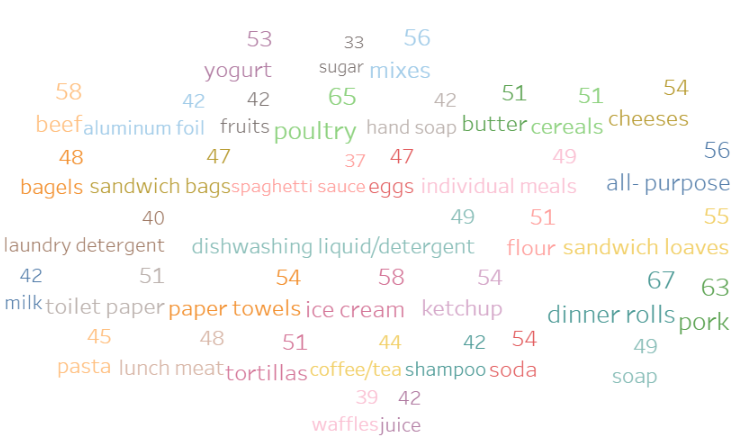 53 33 56
yogurt sugar mixes
58 42 42 65 42 51 51 54
beef aluminum foil fruits poultry hand soap butter cereals cheeses
48 47 37 47 49 56
bagels sandwich bags spaghetti sauce eggs individual meals all- purpose
40 49 51 55
laundry detergent dishwashing liquid/detergent flour sandwich loaves
42 51 54 58 54 67 63
milk toilet paper paper towels ice cream ketchup dinner rolls pork
45 48 51 44 42 54 49
pasta lunch meat tortillas coffee/tea shampoo soda soap
39 42
waffles juice